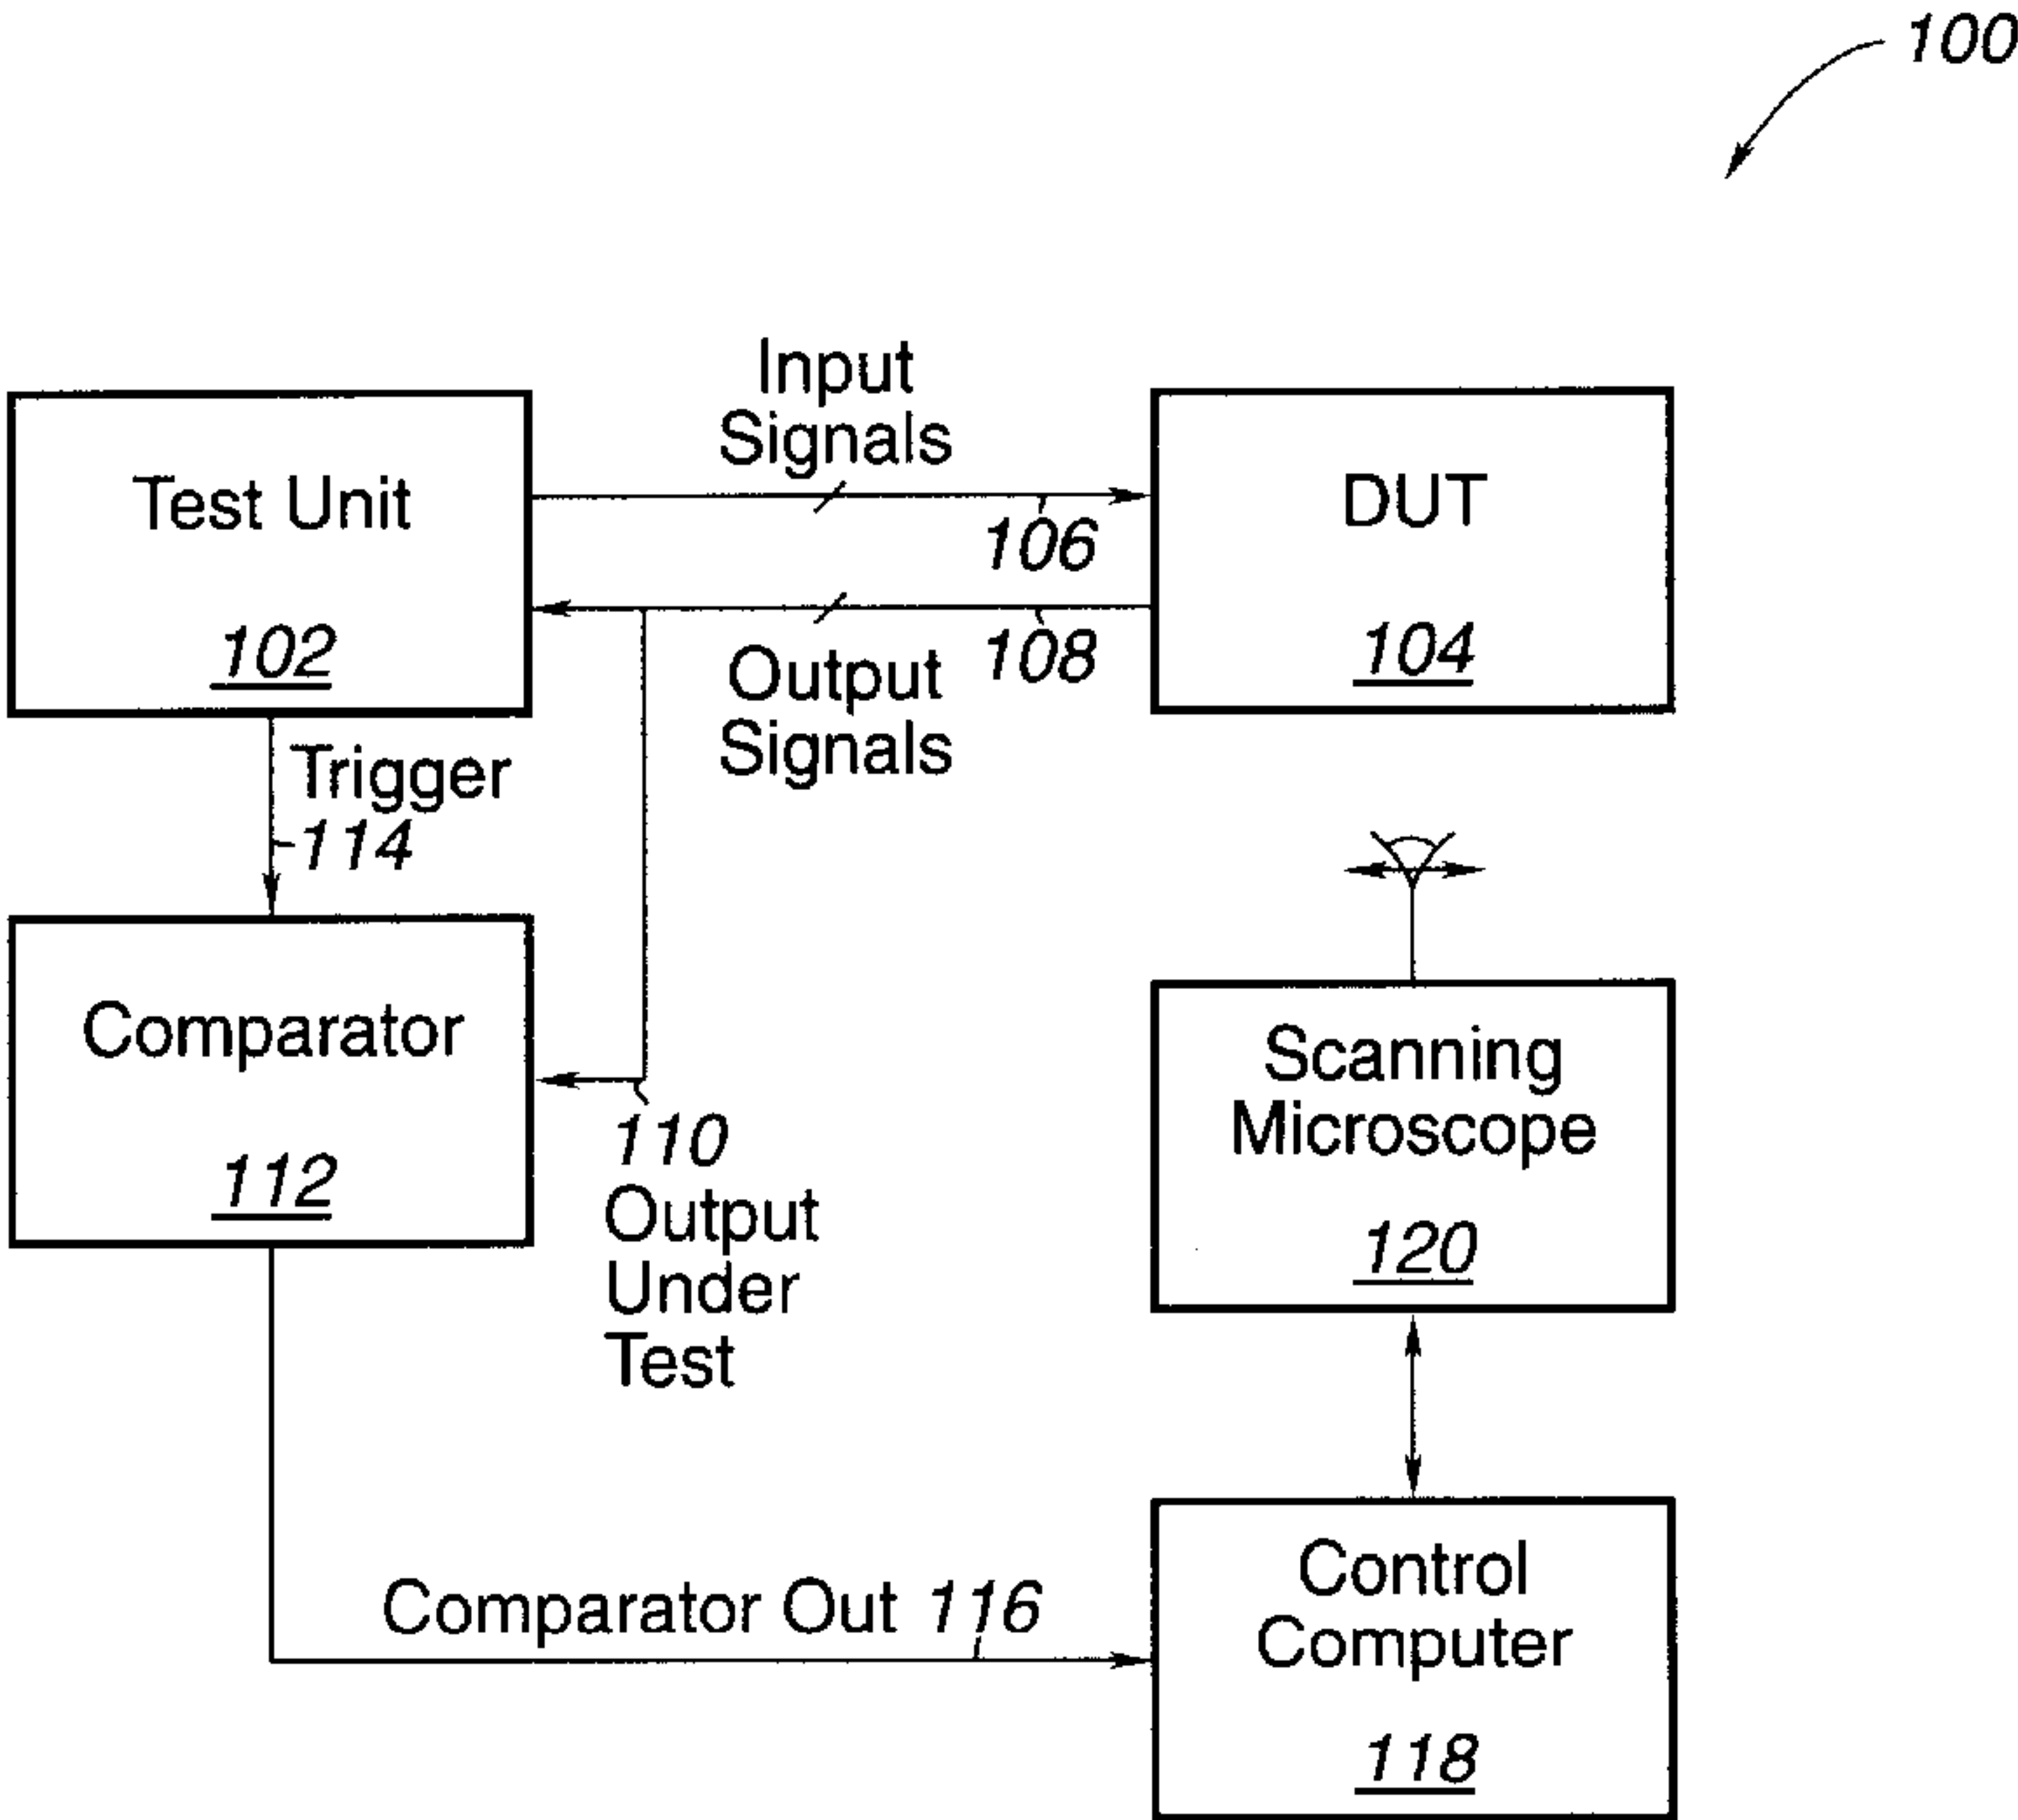 100
Input
Signals
Test Unit
102
106
DUT
104
108
Output
Signals
Trigger
114
Comparator
112
110
Output
Under
Test
Scanning
Microscope
120
Comparator Out 116
Control
Computer
118